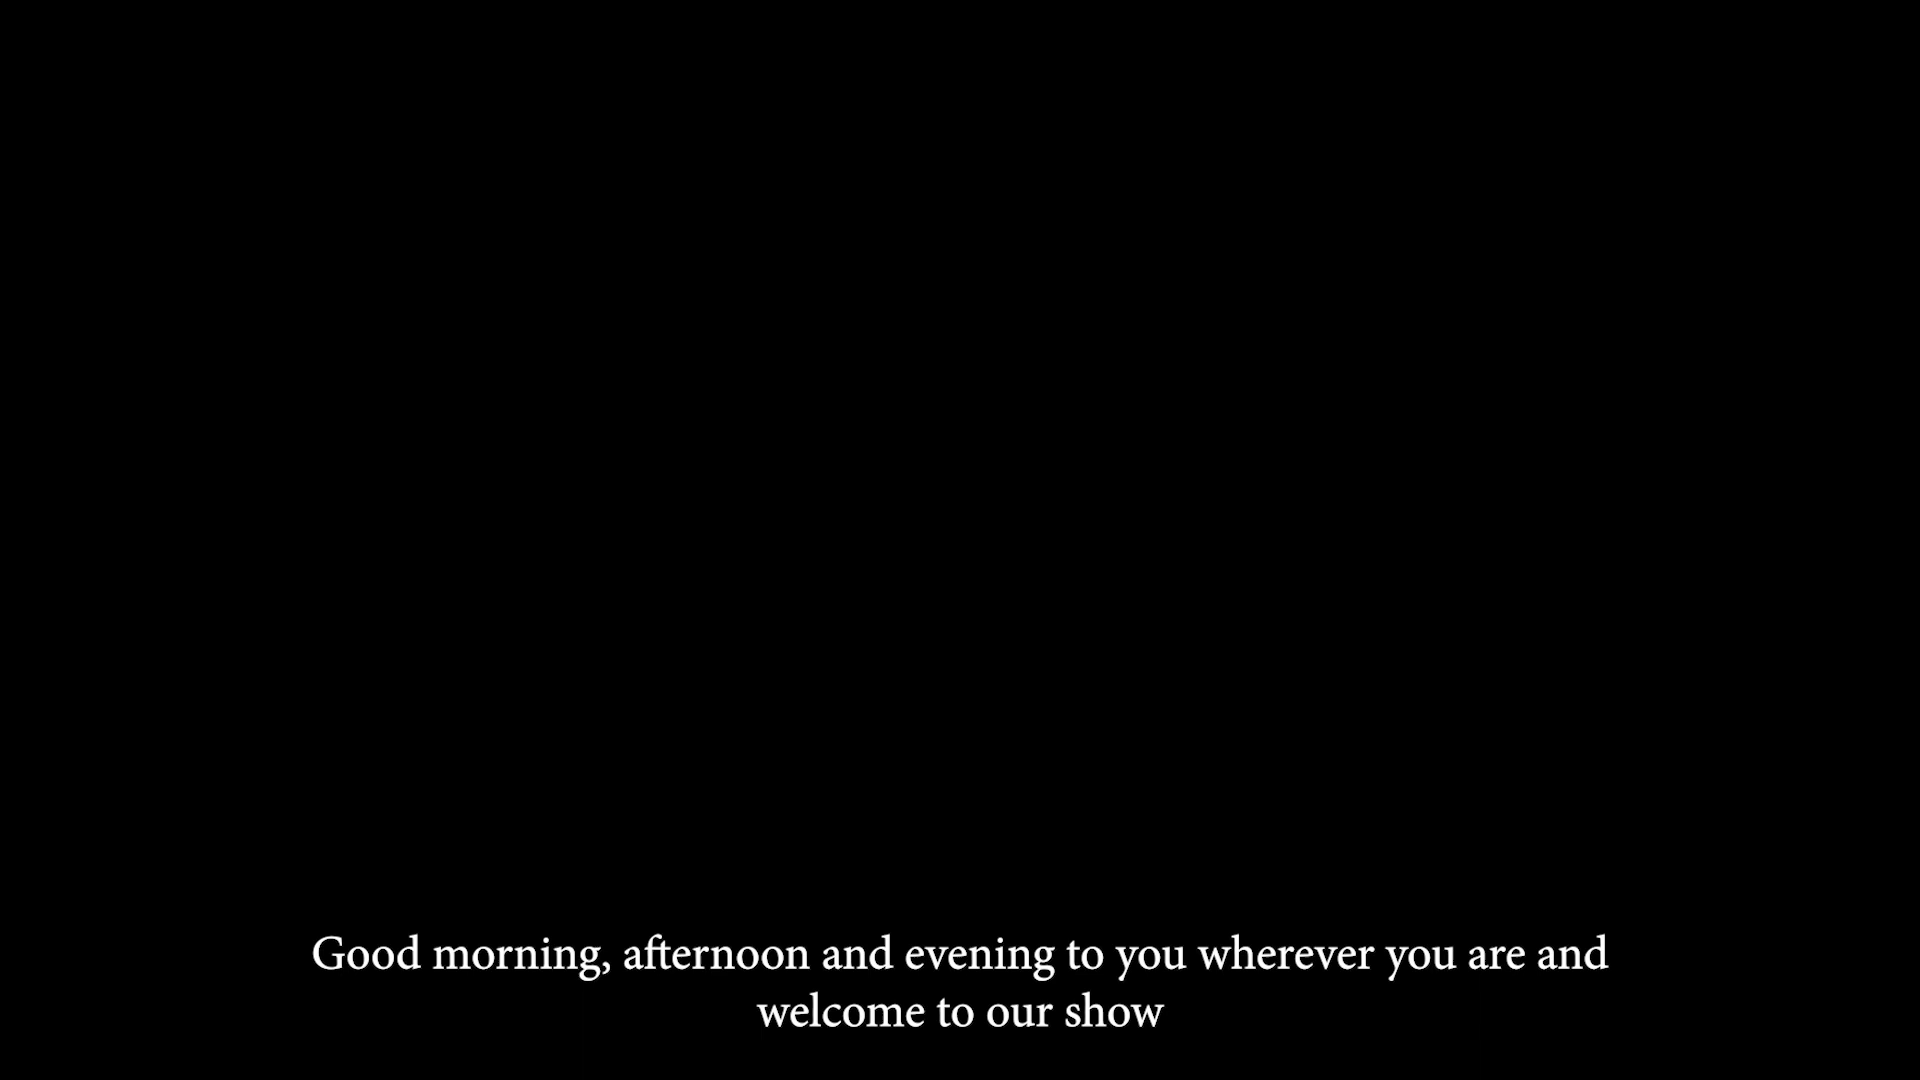 Good morning, afternoon and evening to you wherever you are and
welcome to our show